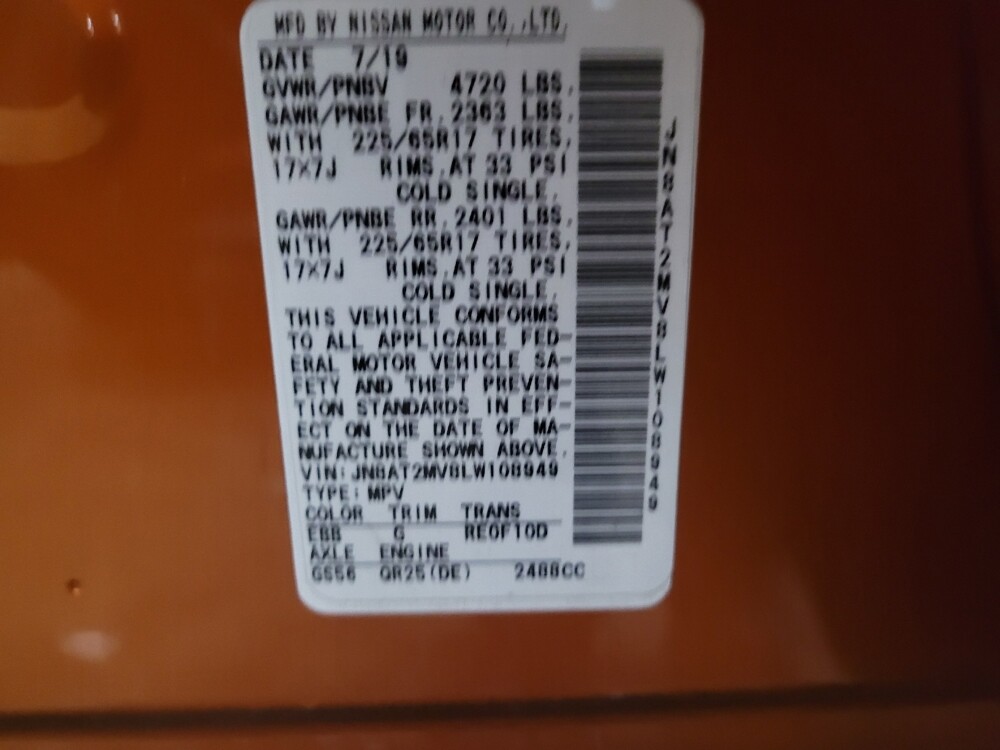 MFD BY NISSAN MOTOR CO.,LTD.
DATE 7/19
GVWR/PNBV 4720 LBS.
GAWR/PNBE FR. 2363 LBS.
WITH 225/65R17 TIRES,
17×7J RIMS.AT 33 PSI
COLD SINGLE.
GAWR/PNBE RR. 2401 LBS.
WITH 225/65R17 TIRES,
17×7J RIMS.AT 33 PSI
COLD SINGLE.
THIS VEHICLE CONFORMS
TO ALL APPLICABLE FED-
ERAL MOTOR VEHICLE SA-
FETY AND THEFT PREVEN-
TION STANDARDS IN EFF-
ECT ON THE DATE OF MA-
NUFACTURE SHOWN ABOVE.
VIN:JN8AT2MV8LW108949
TYPE:MPV
COLOR TRIM TRANS
EBB G RE0F10D
AXLE ENGINE
GS56 QR25(DE) 2488CC
JN8AT2MV8LW108949